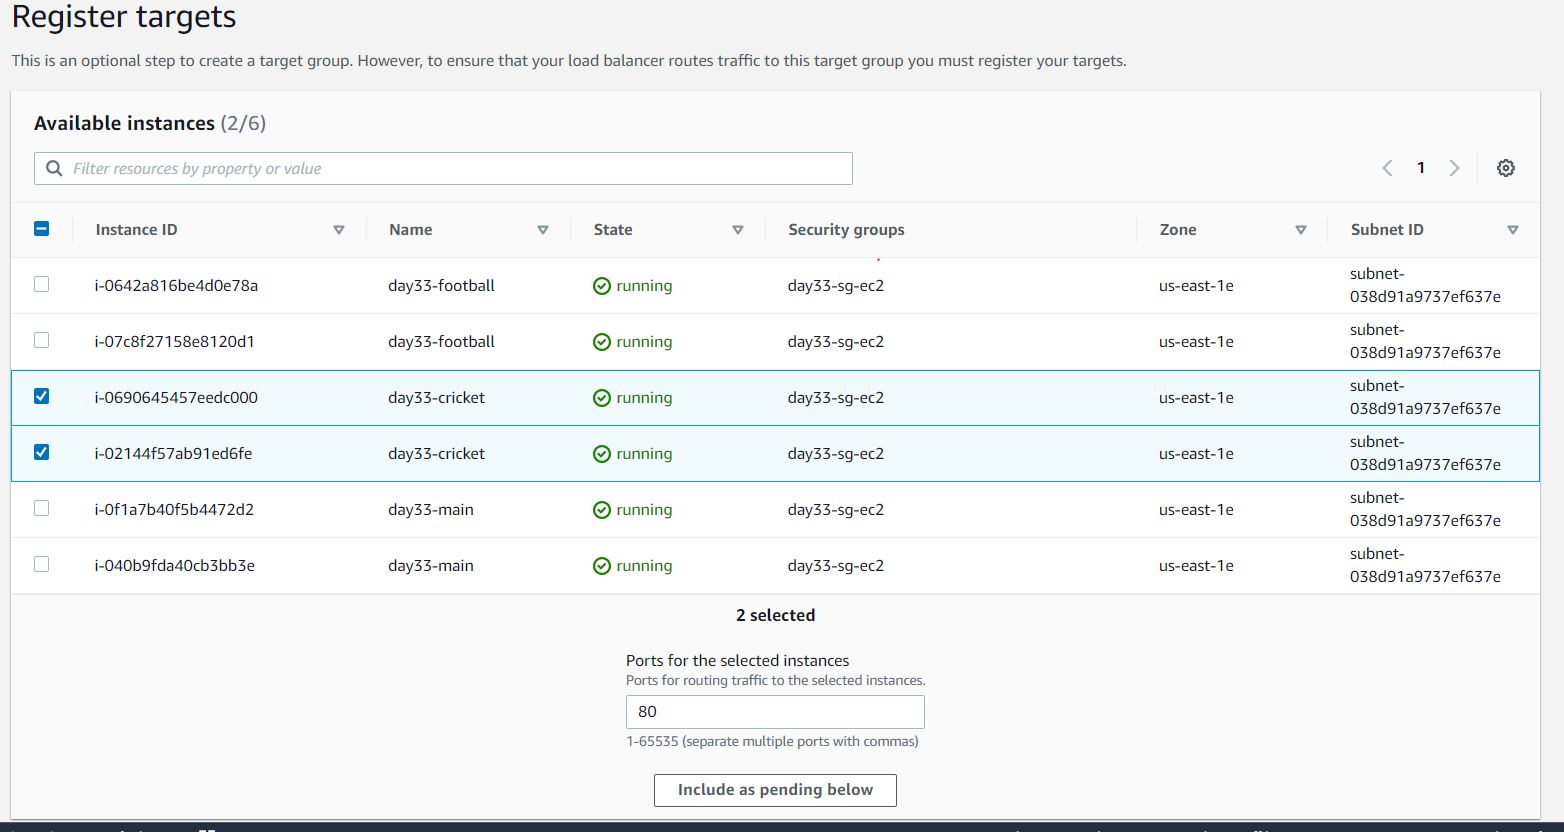 Register targets
This is an optional step to create a target group. However, to ensure that your load balancer routes traffic to this target group you must register your targets.
Available instances (2/6)
Filter resources by property or value
1
Instance ID Name State Security groups Zone Subnet ID
i-0642a816be4d0e78a day33-football running day33-sg-ec2 us-east-1e subnet-
038d91a9737ef637e
i-07c8f27158e8120d1 day33-football running day33-sg-ec2 us-east-1e subnet-
038d91a9737ef637e
i-0690645457eedc000 day33-cricket running day33-sg-ec2 us-east-1e subnet-
038d91a9737ef637e
i-02144f57ab91ed6fe day33-cricket running day33-sg-ec2 us-east-1e subnet-
038d91a9737ef637e
i-0f1a7b40f5b4472d2 day33-main running day33-sg-ec2 us-east-1e subnet-
038d91a9737ef637e
i-040b9fda40cb3bb3e day33-main running day33-sg-ec2 us-east-1e subnet-
038d91a9737ef637e
2 selected
Ports for the selected instances
Ports for routing traffic to the selected instances.
80
1-65535 (separate multiple ports with commas)
Include as pending below